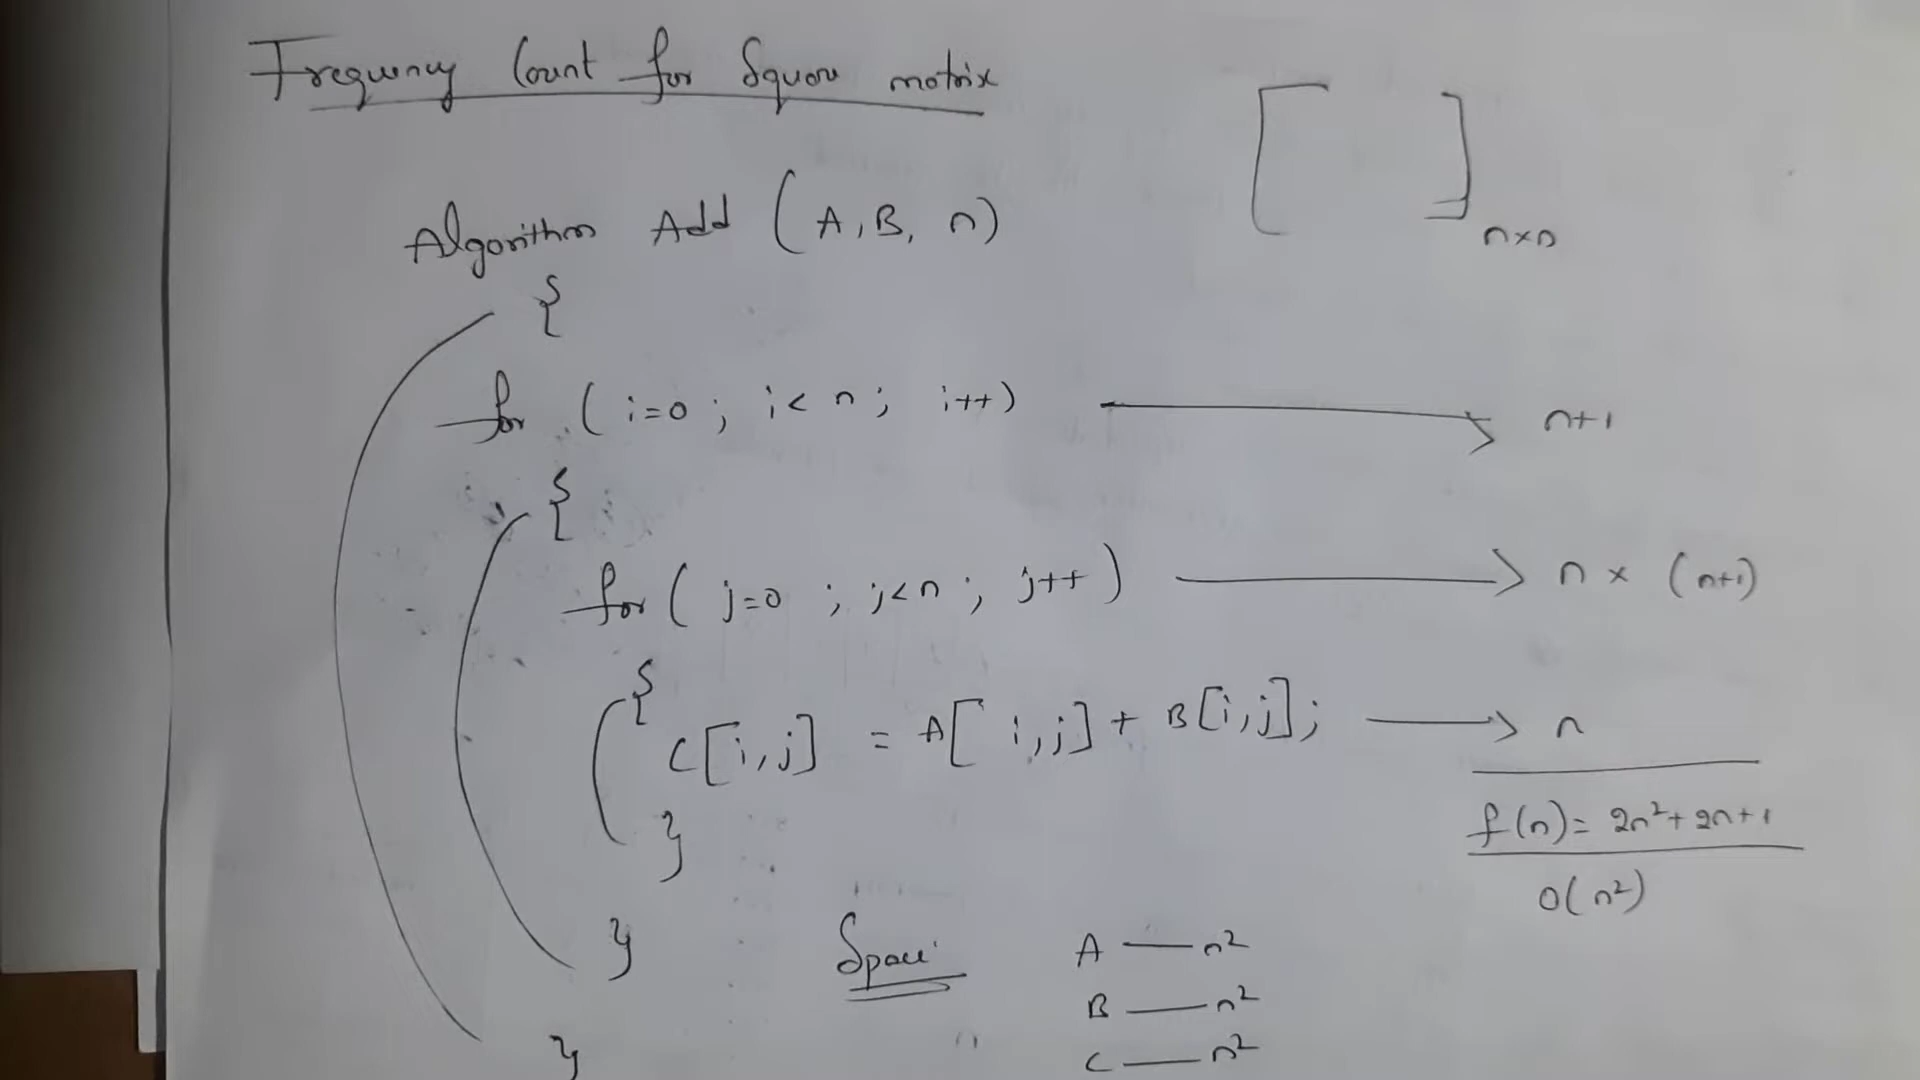 Frequency Count for Square matrix
n×n
Algorithm Add (A, B, n)
{
for (i=0; i<n; i++) → n+1
{
for (j=0; j<n; j++) → n × (n+1)
{
C[i,j] = A[i,j] + B[i,j]; → n
}
f(n) = 2n²+2n+1
O(n²)
}
Space
A — n²
B — n²
C — n²
}